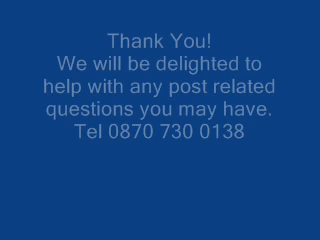 Thank You!
We will be delighted to
help with any post related
questions you may have.
Tel 0870 730 0138